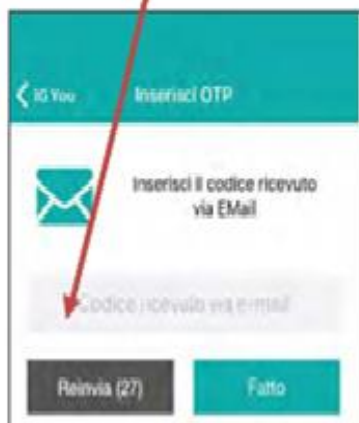 IG You Inserisci OTP
Inserisci il codice ricevuto
via EMail
Codice ricevuto via e-mail
Reinvia (27) Fatto